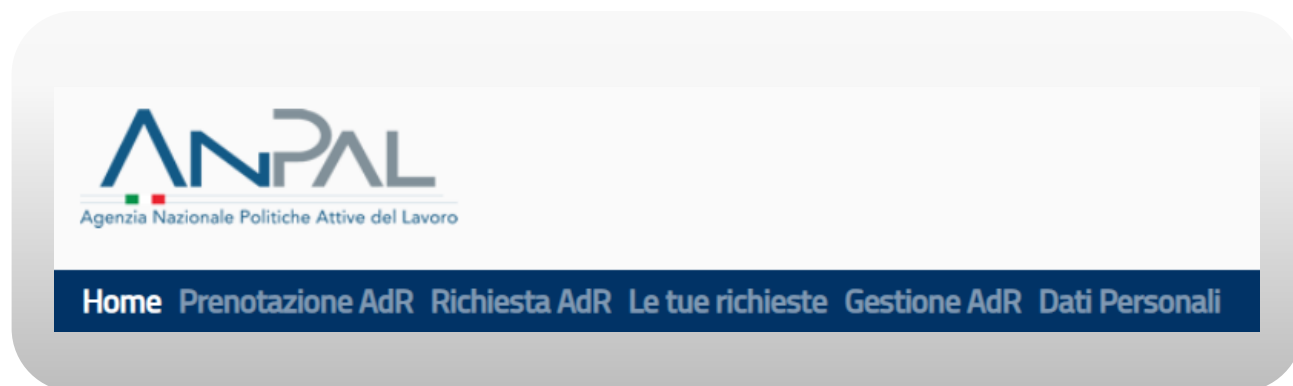 ANPAL
Agenzia Nazionale Politiche Attive del Lavoro
Home Prenotazione AdR Richiesta AdR Le tue richieste Gestione AdR Dati Personali